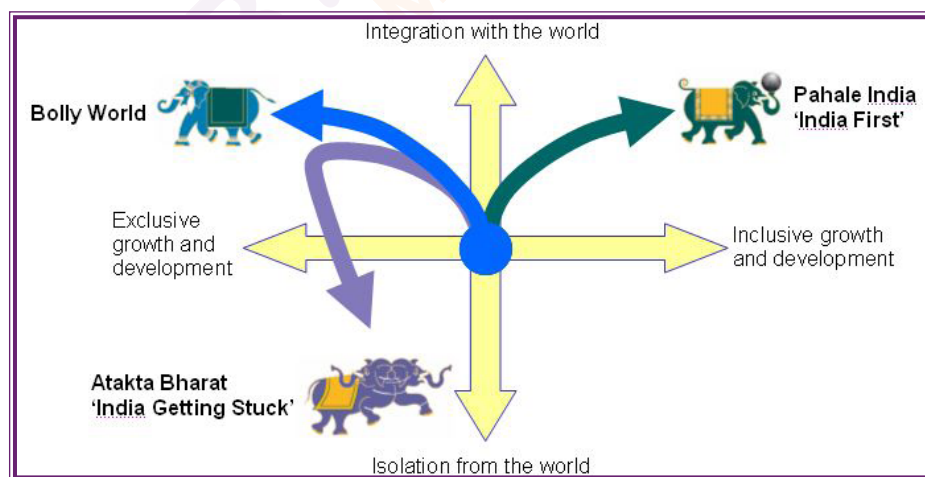 Integration with the world
Bolly World
Pahale India
'India First'
Exclusive
growth and
development
Inclusive growth
and development
Atakta Bharat
'India Getting Stuck'
Isolation from the world